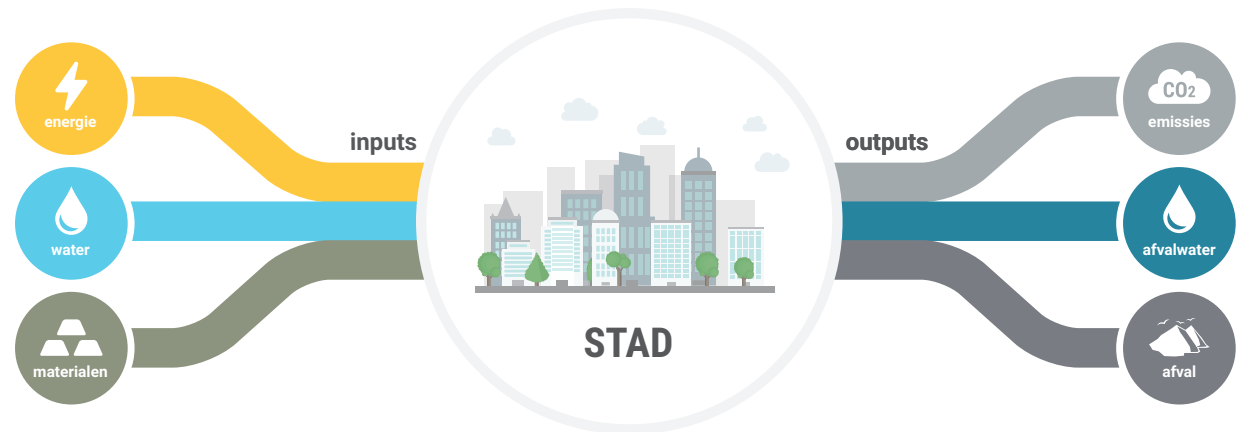 energie
water
materialen
inputs
STAD
outputs
CO2
emissies
afvalwater
afval